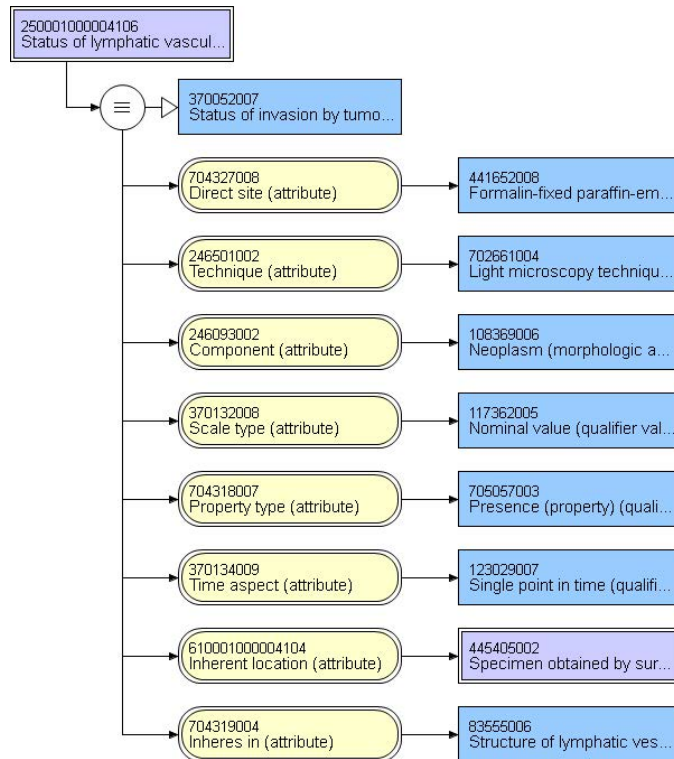 250001000004106
Status of lymphatic vascul...
≡
370052007
Status of invasion by tumo...
704327008
Direct site (attribute)
441652008
Formalin-fixed paraffin-em...
246501002
Technique (attribute)
702661004
Light microscopy techniqu...
246093002
Component (attribute)
108369006
Neoplasm (morphologic a...
370132008
Scale type (attribute)
117362005
Nominal value (qualifier val...
704318007
Property type (attribute)
705057003
Presence (property) (quali...
370134009
Time aspect (attribute)
123029007
Single point in time (qualifi...
610001000004104
Inherent location (attribute)
445405002
Specimen obtained by sur...
704319004
Inheres in (attribute)
83555006
Structure of lymphatic ves...